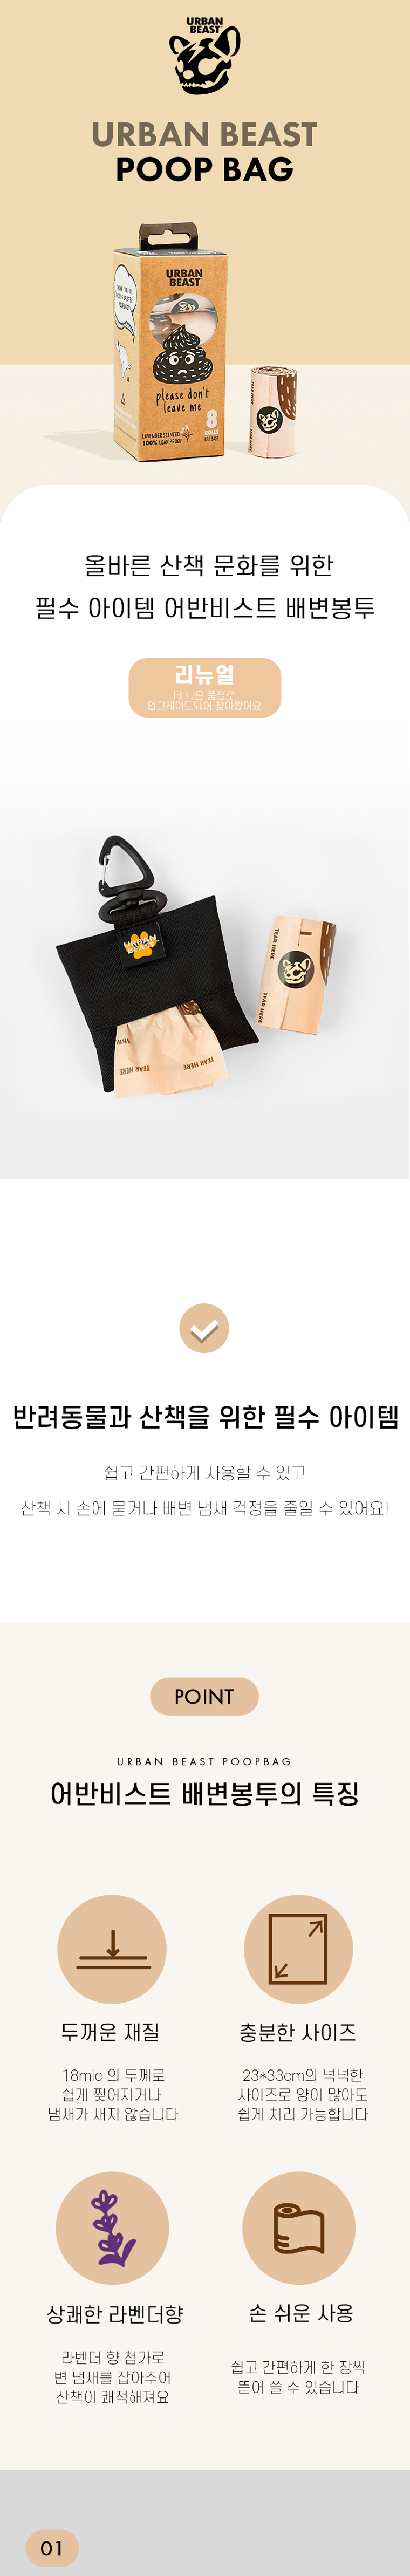 URBAN
BEAST
URBAN BEAST
POOP BAG
URBAN
BEAST
please don't
leave me
8
ROLLS
120 BAGS
LAVENDER SCENTED
100% LEAK PROOF
TEAR HERE
올바른 산책 문화를 위한
필수 아이템 어반비스트 배변봉투
리뉴얼
더 나은 품질로
업그레이드되어 찾아왔어요
URBAN
BEAST
TEAR HERE
TEAR HERE
TEAR HERE
TEAR HERE
반려동물과 산책을 위한 필수 아이템
쉽고 간편하게 사용할 수 있고
산책 시 손에 묻거나 배변 냄새 걱정을 줄일 수 있어요!
POINT
URBAN BEAST POOPBAG
어반비스트 배변봉투의 특징
두꺼운 재질
18mic 의 두께로
쉽게 찢어지거나
냄새가 새지 않습니다
충분한 사이즈
23*33cm의 넉넉한
사이즈로 양이 많아도
쉽게 처리 가능합니다
상쾌한 라벤더향
라벤더 향 첨가로
변 냄새를 잡아주어
산책이 쾌적해져요
손 쉬운 사용
쉽고 간편하게 한 장씩
뜯어 쓸 수 있습니다
01